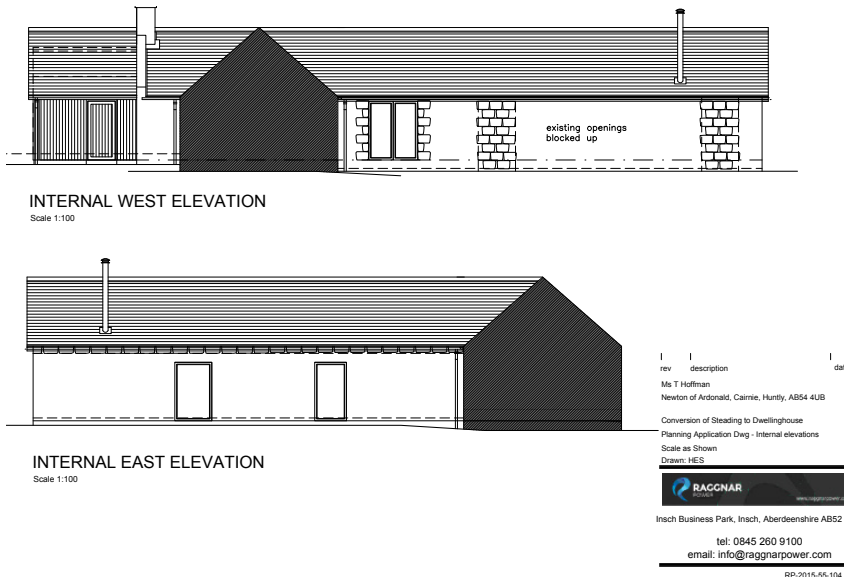 existing openings
blocked up
INTERNAL WEST ELEVATION
Scale 1:100
INTERNAL EAST ELEVATION
Scale 1:100
rev description dat
Ms T Hoffman
Newton of Ardonald, Cairnie, Huntly, AB54 4UB
Conversion of Steading to Dwellinghouse
Planning Application Dwg - Internal elevations
Scale as Shown
Drawn: HES
RAGGNAR
POWER
Insch Business Park, Insch, Aberdeenshire AB52
tel: 0845 260 9100
email: info@raggnarpower.com
RP-2015-55-104